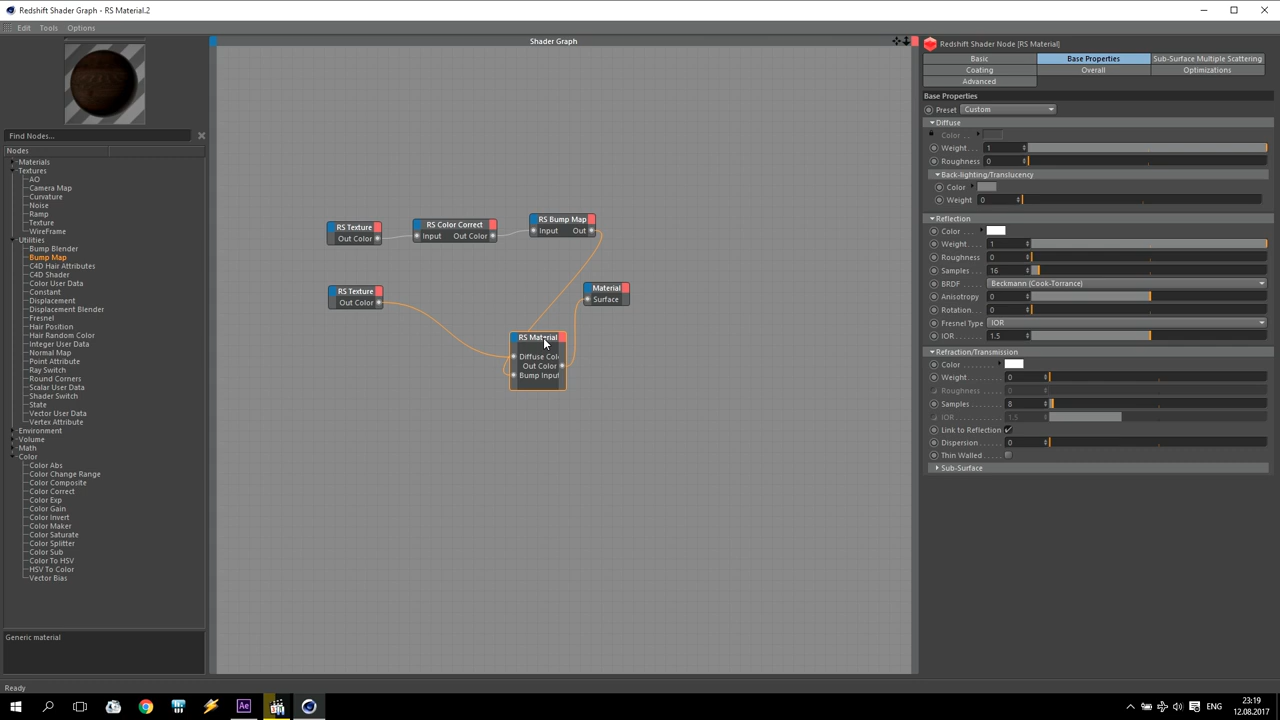 Redshift Shader Graph - RS Material.2
Edit Tools Options
Find Nodes...
Nodes
Materials
Textures
AO
Camera Map
Curvature
Noise
Ramp
Texture
WireFrame
Utilities
Bump Blender
Bump Map
C4D Hair Attributes
C4D Shader
Color User Data
Constant
Displacement
Displacement Blender
Fresnel
Hair Position
Hair Random Color
Integer User Data
Normal Map
Point Attribute
Ray Switch
Round Corners
Scalar User Data
Shader Switch
State
Vector User Data
Vertex Attribute
Environment
Volume
Math
Color
Color Abs
Color Change Range
Color Composite
Color Correct
Color Exp
Color Gain
Color Invert
Color Maker
Color Saturate
Color Splitter
Color Sub
Color To HSV
HSV To Color
Vector Bias
Generic material
Ready
Shader Graph
RS Texture
Out Color
RS Color Correct
Input Out Color
RS Bump Map
Input Out
RS Texture
Out Color
Material
Surface
RS Material
Diffuse Col
Out Color
Bump Input
Redshift Shader Node [RS Material]
Basic Base Properties Sub-Surface Multiple Scattering
Coating Overall Optimizations
Advanced
Base Properties
Preset Custom
Diffuse
Color . .
Weight . . . 1
Roughness 0
Back-lighting/Translucency
Color
Weight 0
Reflection
Color . . . .
Weight . . . 1
Roughness 0
Samples . . 16
BRDF . . . . Beckmann (Cook-Torrance)
Anisotropy 0
Rotation . . 0
Fresnel Type IOR
IOR . . . . . 1.5
Refraction/Transmission
Color . . . . . . . .
Weight . . . . . . . 0
Roughness . . . . 0
Samples . . . . . . 8
IOR . . . . . . . . . 1.5
Link to Reflection
Dispersion . . . . . 0
Thin Walled . . . .
Sub-Surface
Ae
ENG
23:19
12.08.2017